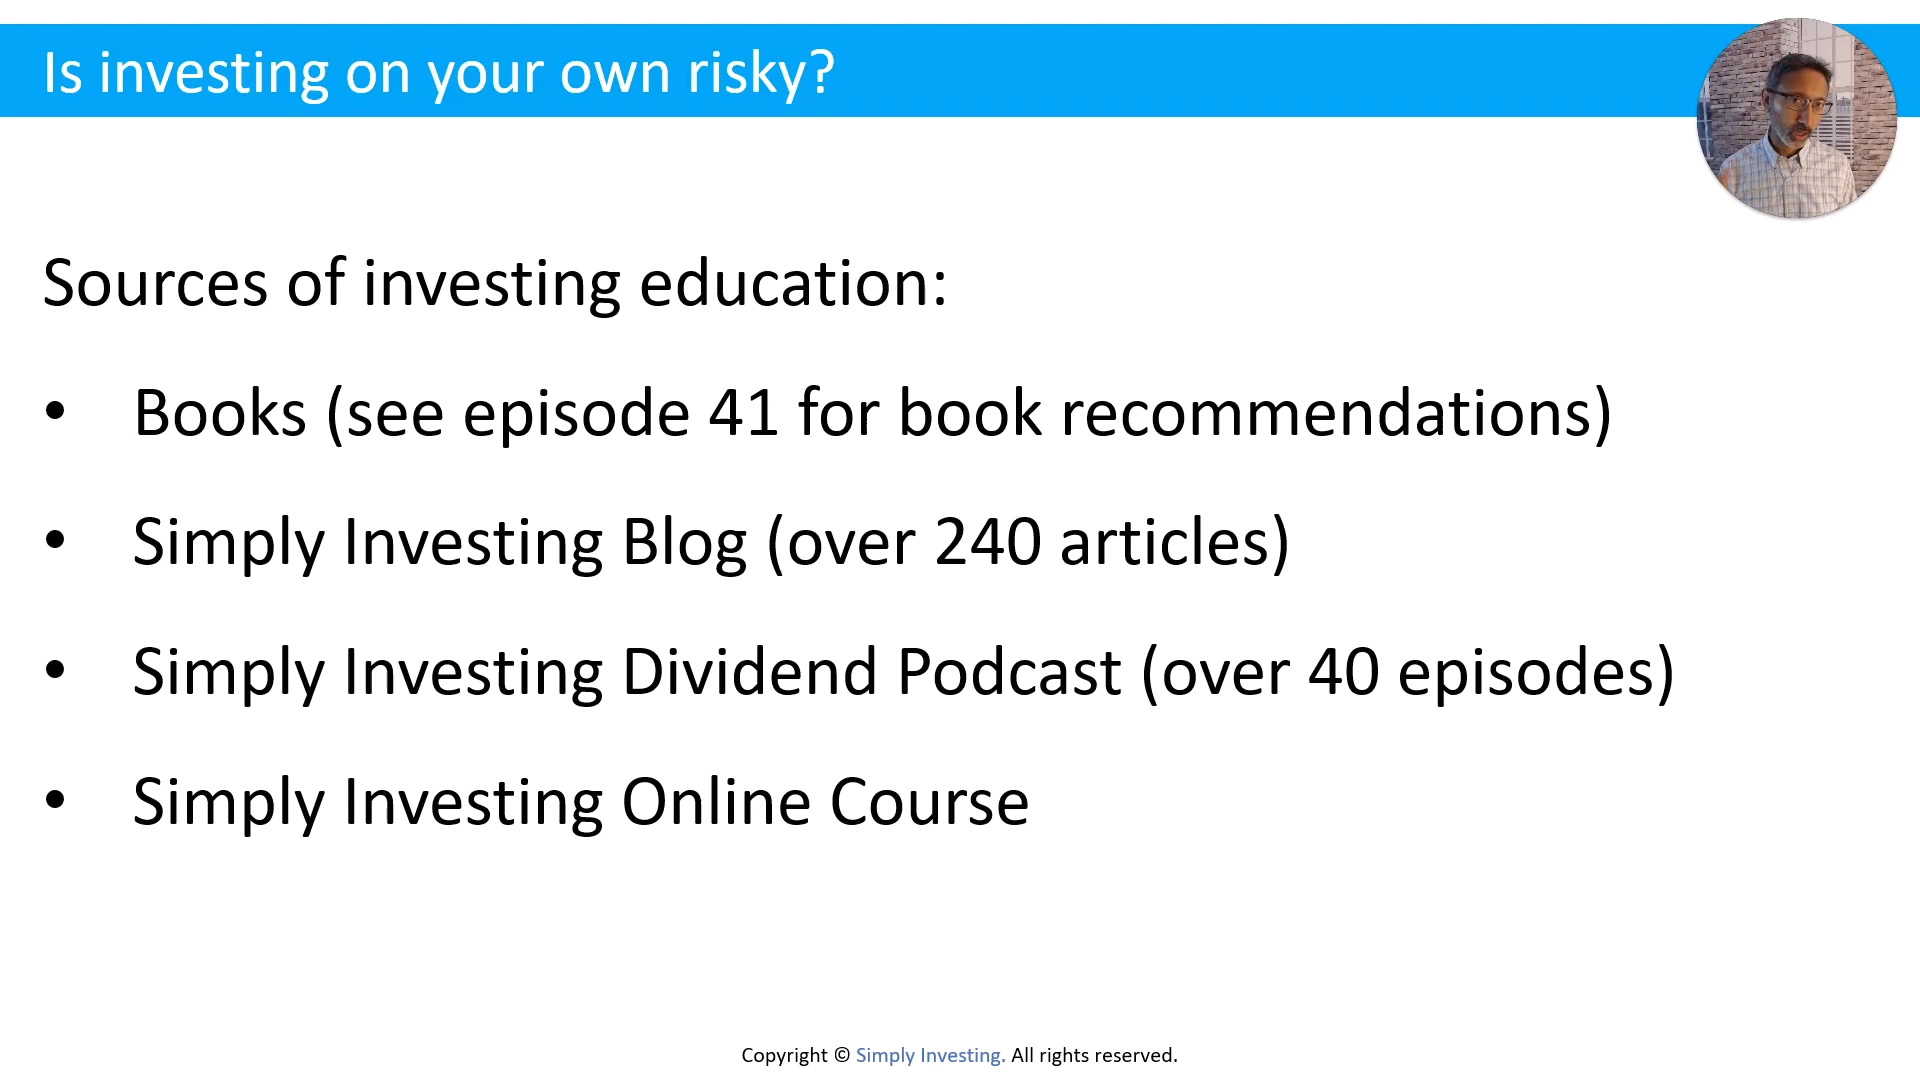 Is investing on your own risky?
Sources of investing education:
• Books (see episode 41 for book recommendations)
• Simply Investing Blog (over 240 articles)
• Simply Investing Dividend Podcast (over 40 episodes)
• Simply Investing Online Course
Copyright © Simply Investing. All rights reserved.